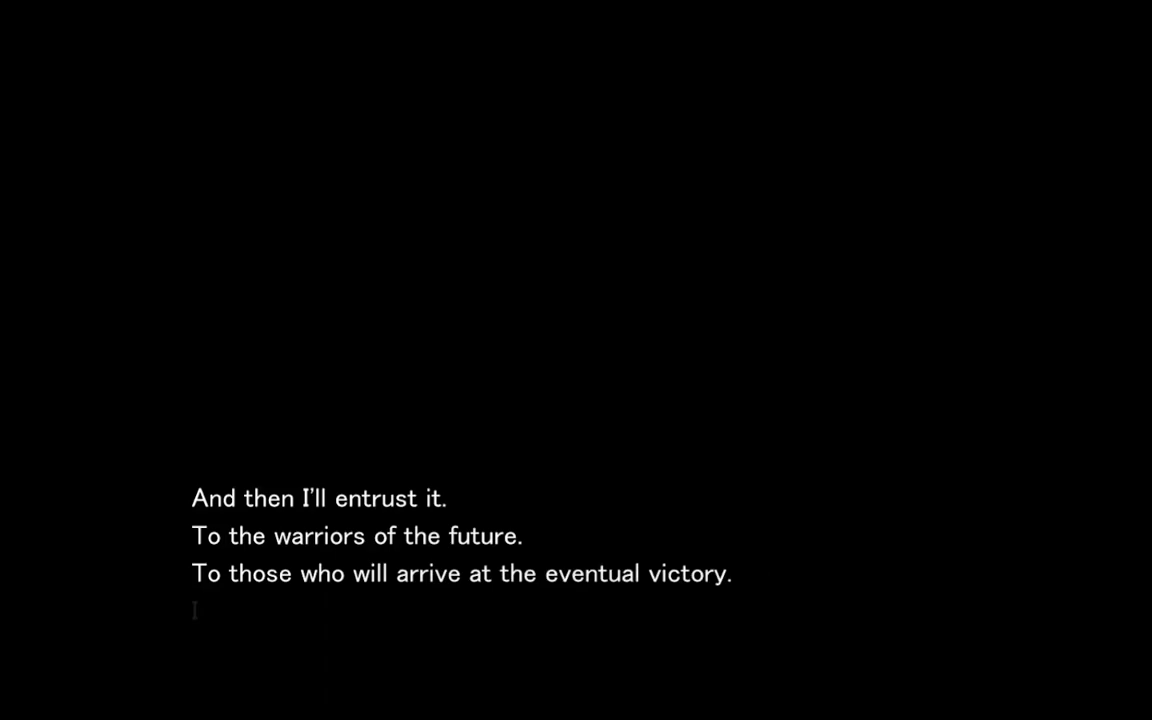 And then I'll entrust it.
To the warriors of the future.
To those who will arrive at the eventual victory.
I